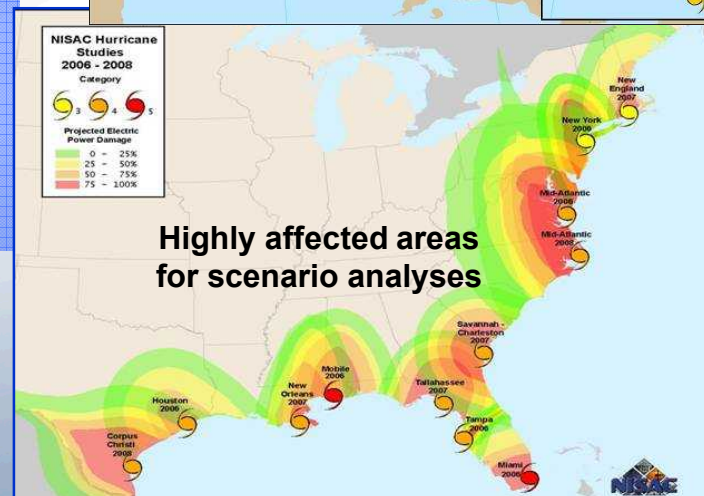 NISAC Hurricane
Studies
2006 - 2008
Category
3 4 5
Projected Electric
Power Damage
0 - 25%
25 - 50%
50 - 75%
75 - 100%
New
England
2007
New York
2006
Mid-Atlantic
2006
Mid-Atlantic
2008
Highly affected areas
for scenario analyses
Savannah -
Charleston
2007
Mobile
2006
New
Orleans
2007
Tallahassee
2007
Houston
2006
Tampa
2006
Corpus
Christi
2008
Miami
2006
NISAC